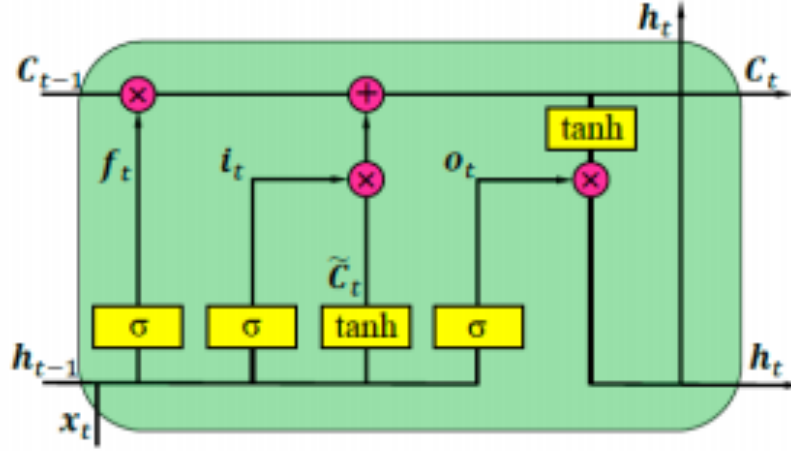 h_t
C_{t-1} × + C_t
tanh
f_t i_t × o_t ×
C̃_t
σ σ tanh σ
h_{t-1} h_t
x_t